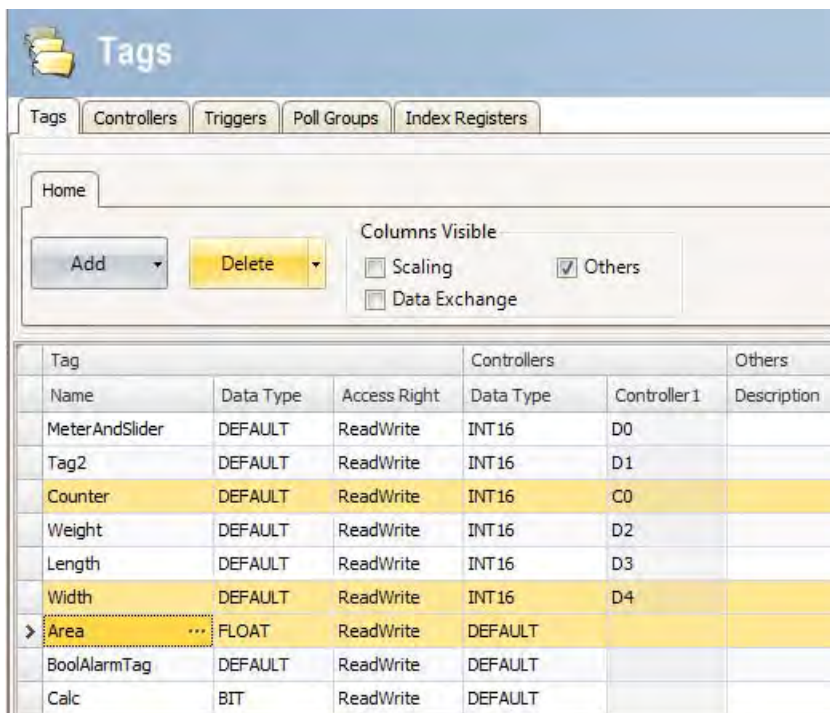 Tags
Tags Controllers Triggers Poll Groups Index Registers
Home
Add Delete
Columns Visible
Scaling Others
Data Exchange
Tag Controllers Others
Name Data Type Access Right Data Type Controller1 Description
MeterAndSlider DEFAULT ReadWrite INT16 D0
Tag2 DEFAULT ReadWrite INT16 D1
Counter DEFAULT ReadWrite INT16 C0
Weight DEFAULT ReadWrite INT16 D2
Length DEFAULT ReadWrite INT16 D3
Width DEFAULT ReadWrite INT16 D4
Area ... FLOAT ReadWrite DEFAULT
BoolAlarmTag DEFAULT ReadWrite DEFAULT
Calc BIT ReadWrite DEFAULT